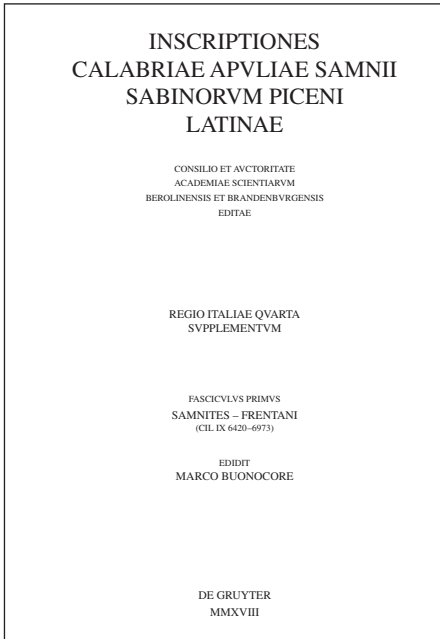 INSCRIPTIONES
CALABRIAE APVLIAE SAMNII
SABINORVM PICENI
LATINAE
CONSILIO ET AVCTORITATE
ACADEMIAE SCIENTIARVM
BEROLINENSIS ET BRANDENBVRGENSIS
EDITAE
REGIO ITALIAE QVARTA
SVPPLEMENTVM
FASCICVLVS PRIMVS
SAMNITES – FRENTANI
(CIL IX 6420–6973)
EDIDIT
MARCO BUONOCORE
DE GRUYTER
MMXVIII